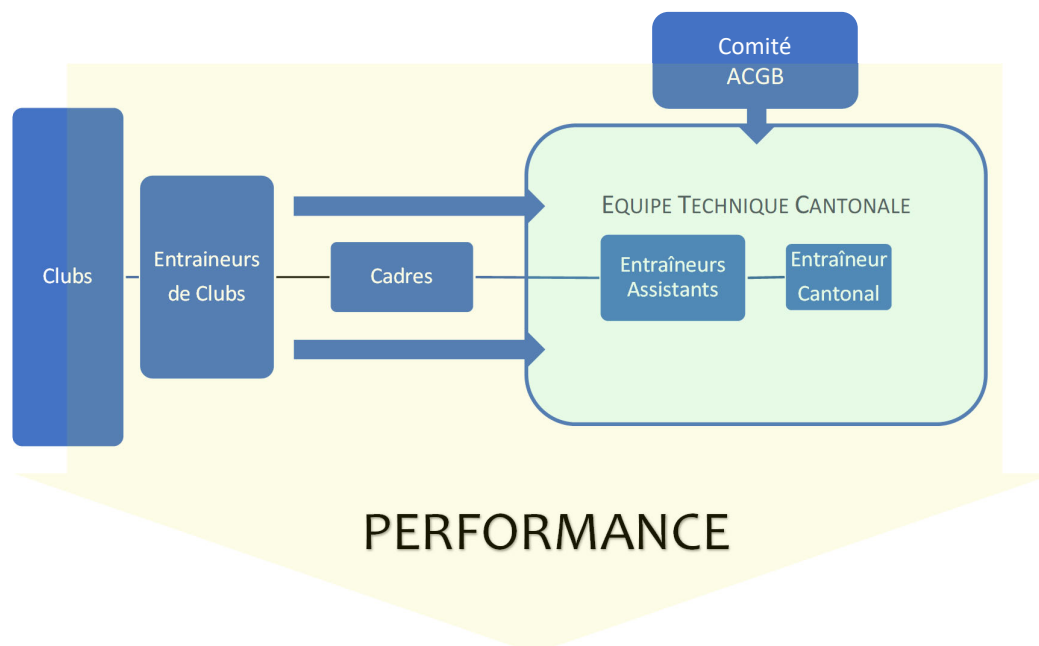 Comité
ACGB
EQUIPE TECHNIQUE CANTONALE
Clubs
Entraineurs
de Clubs
Cadres
Entraîneurs
Assistants
Entraîneur
Cantonal
PERFORMANCE